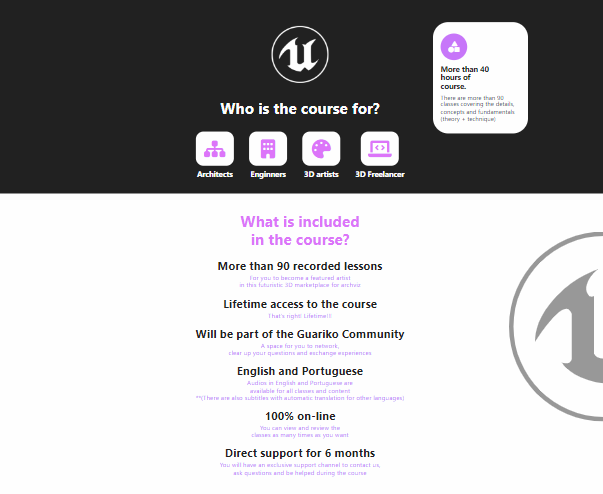 Who is the course for?
Architects
Enginners
3D artists
3D Freelancer
More than 40
hours of
course.
There are more than 90
classes covering the details,
concepts and fundamentals
(theory + technique)
What is included
in the course?
More than 90 recorded lessons
For you to become a featured artist
in this futuristic 3D marketplace for archviz
Lifetime access to the course
That's right! Lifetime!!!
Will be part of the Guariko Community
A space for you to network,
clear up your questions and exchange experiences
English and Portuguese
Audios in English and Portuguese are
available for all classes and content
**(There are also subtitles with automatic translation for other languages)
100% on-line
You can view and review the
classes as many times as you want
Direct support for 6 months
You will have an exclusive support channel to contact us,
ask questions and be helped during the course